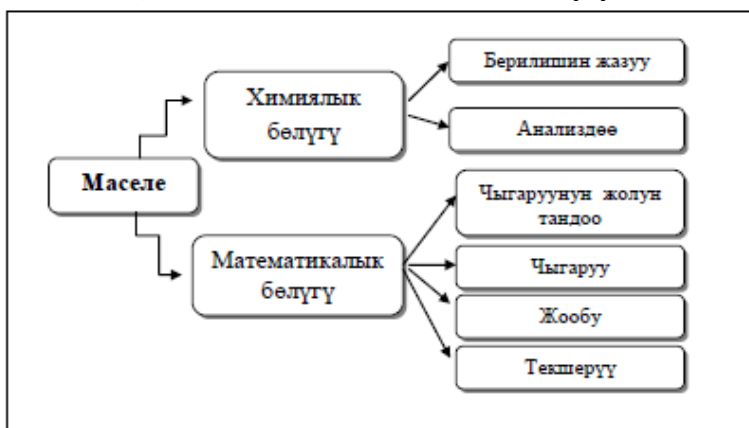 Маселе
Химиялык
бөлүгү
Берилишин жазуу
Анализдөө
Математикалык
бөлүгү
Чыгаруунун жолун
тандоо
Чыгаруу
Жообу
Текшерүү